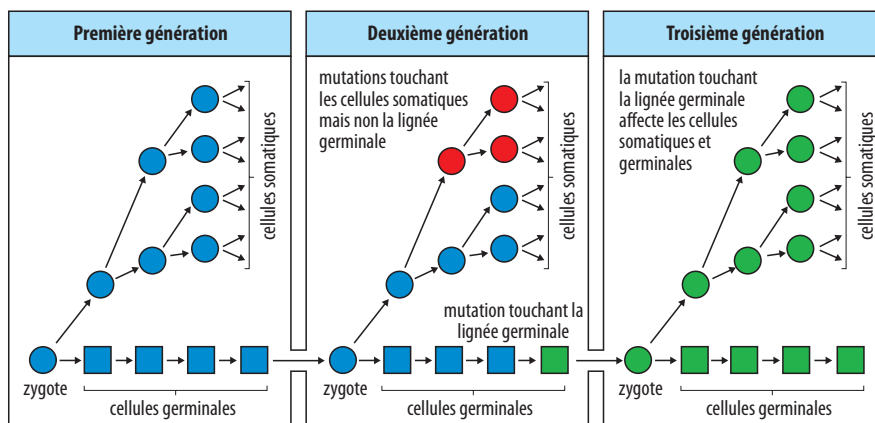 Première génération
cellules somatiques
zygote
cellules germinales
Deuxième génération
mutations touchant
les cellules somatiques
mais non la lignée
germinale
cellules somatiques
mutation touchant la
lignée germinale
zygote
cellules germinales
Troisième génération
la mutation touchant
la lignée germinale
affecte les cellules
somatiques et
germinales
cellules somatiques
zygote
cellules germinales